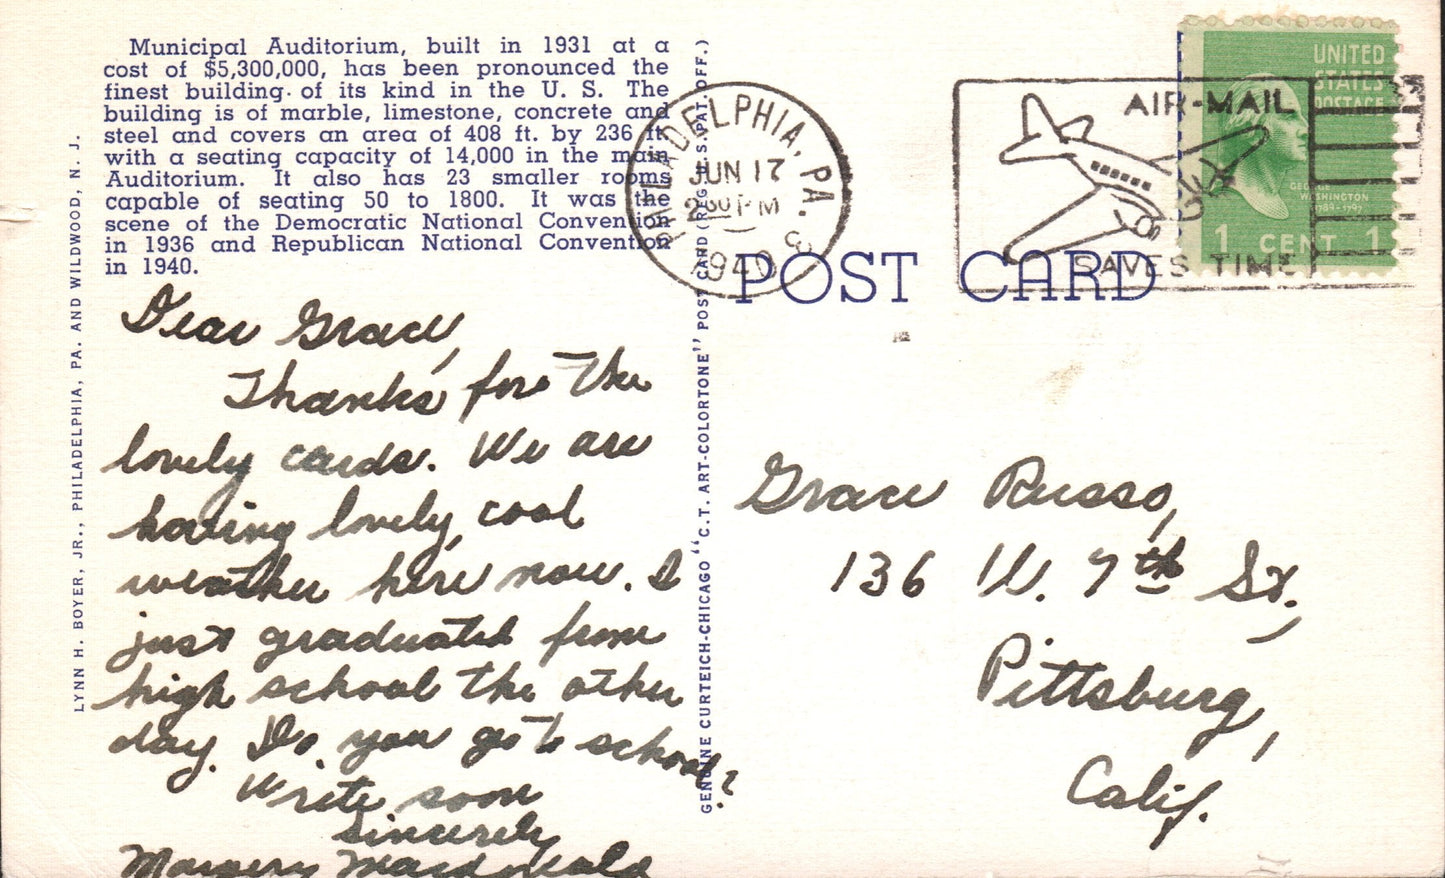 Municipal Auditorium, built in 1931 at a
cost of $5,300,000, has been pronounced the
finest building of its kind in the U. S. The
building is of marble, limestone, concrete and
steel and covers an area of 408 ft. by 236 ft.
with a seating capacity of 14,000 in the main
Auditorium. It also has 23 smaller rooms
capable of seating 50 to 1800. It was the
scene of the Democratic National Convention
in 1936 and Republican National Convention
in 1940.
LYNN H. BOYER, JR., PHILADELPHIA, PA. AND WILDWOOD, N. J.
Dear Grace,
Thanks for the
lovely cards. We are
having lovely, cool
weather here now. I
just graduated from
high school the other
day. Do you go to school?
Write soon
Sincerely
Margery Macdonald
GENUINE CURTEICH-CHICAGO "C.T. ART-COLORTONE" POST CARD (REG. U.S. PAT. OFF.)
PHILADELPHIA, PA.
JUN 17
2 30 PM
1940
AIR-MAIL
SAVES TIME
UNITED
STATES
POSTAGE
GEORGE
WASHINGTON
1789-1797
1 CENT 1
POST CARD
Grace Russo,
136 W. 7th St.,
Pittsburg,
Calif.